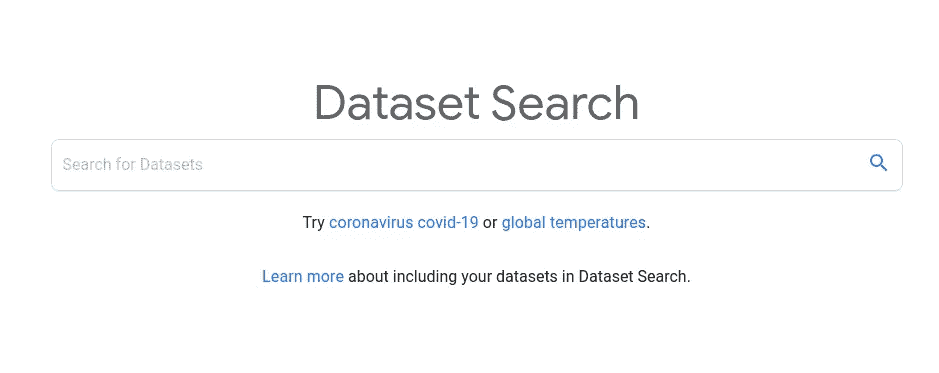 Dataset Search
Search for Datasets
Try coronavirus covid-19 or global temperatures.
Learn more about including your datasets in Dataset Search.